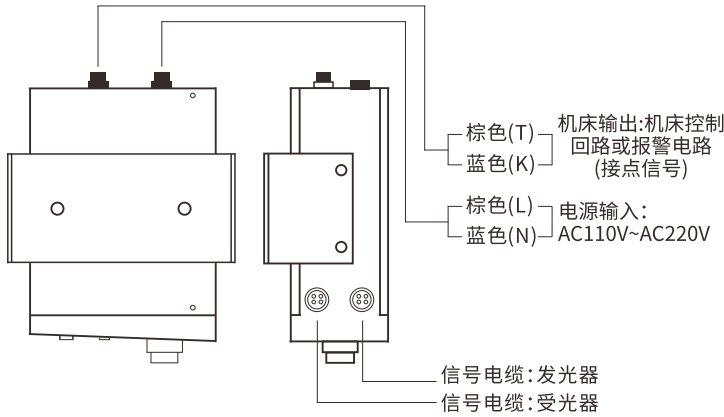 棕色(T)
蓝色(K)
机床输出:机床控制
回路或报警电路
(接点信号)
棕色(L)
蓝色(N)
电源输入：
AC110V~AC220V
信号电缆：发光器
信号电缆：受光器